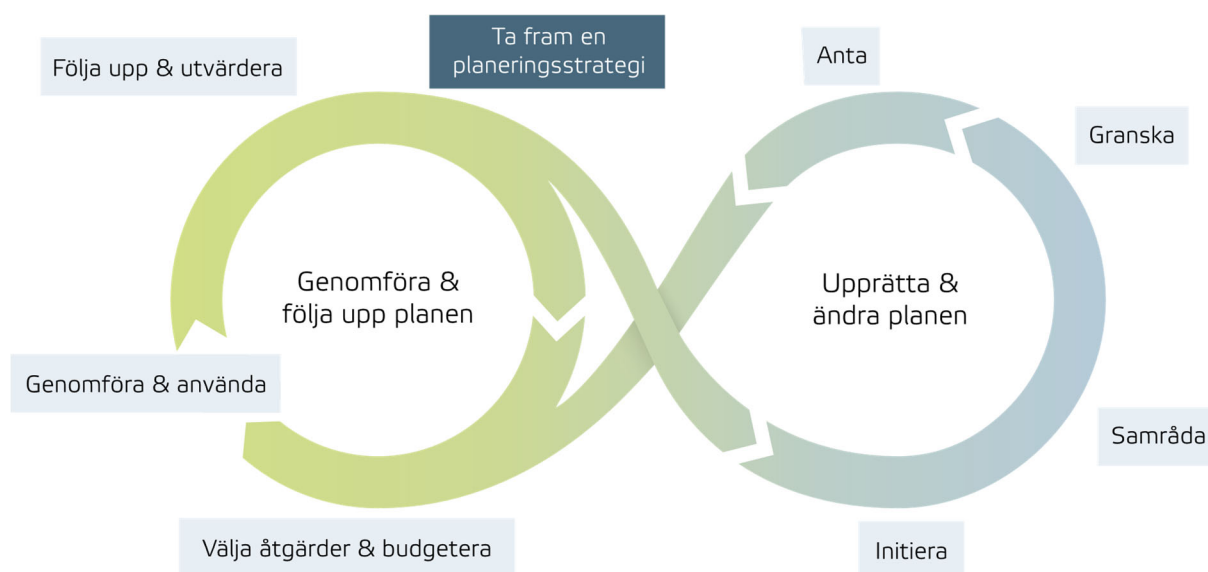 Ta fram en
planeringsstrategi
Följa upp & utvärdera
Anta
Granska
Genomföra &
följa upp planen
Upprätta &
ändra planen
Genomföra & använda
Samråda
Välja åtgärder & budgetera
Initiera